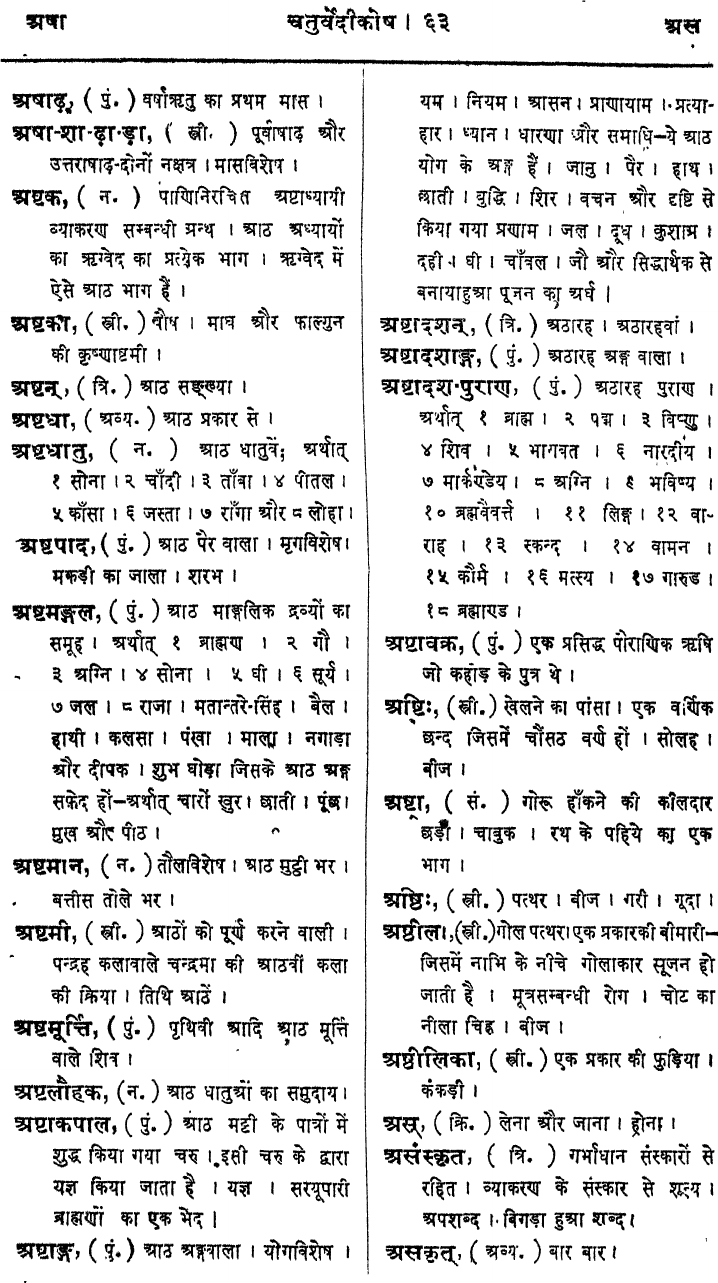 अषा
चतुर्वेदीकोष । ६३
अस
अषाढ़, ( पुं. ) वर्षाऋतु का प्रथम मास ।
अषा-शा-ढ़ा-ड़ा, ( स्त्री. ) पूर्वाषाढ़ और
उत्तराषाढ़-दोनों नक्षत्र । मासविशेष ।
अष्टक, ( न. ) पाणिनिरचित अष्टाध्यायी
व्याकरण सम्बन्धी ग्रन्थ । आठ अध्यायों
का ऋग्वेद का प्रत्येक भाग । ऋग्वेद में
ऐसे आठ भाग हैं ।
अष्टका, ( स्त्री. ) पौष । माघ और फाल्गुन
की कृष्णाष्टमी ।
अष्टन्, ( त्रि. ) आठ सङ्ख्या ।
अष्टधा, ( अव्य. ) आठ प्रकार से ।
अष्टधातु, ( न. ) आठ धातुवें; अर्थात्
१ सोना । २ चाँदी । ३ ताँबा । ४ पीतल ।
५ काँसा । ६ जस्ता । ७ राँगा और ८ लोहा ।
अष्टपाद, ( पुं. ) आठ पैर वाला । मृगविशेष।
मकड़ी का जाला । शरभ ।
अष्टमङ्गल, ( पुं. ) आठ माङ्गलिक द्रव्यों का
समूह । अर्थात् १ ब्राह्मण । २ गौ ।
३ अग्नि । ४ सोना । ५ घी । ६ सूर्य ।
७ जल । ८ राजा । मतान्तरे-सिंह । बैल ।
हाथी । कलसा । पंखा । माला । नगाड़ा
और दीपक । शुभ घोड़ा जिसके आठ अङ्ग
सफेद हों–अर्थात् चारों खुर । छाती । पूंछ।
मुख और पीठ ।
अष्टमान, ( न. ) तौलविशेष । आठ मुट्ठी भर ।
बत्तीस तोले भर ।
अष्टमी, ( स्त्री. ) आठों को पूर्ण करने वाली ।
पन्द्रह कलावाले चन्द्रमा की आठवीं कला
की क्रिया । तिथि आठें ।
अष्टमूर्त्ति, ( पुं. ) पृथिवी आदि आठ मूर्त्ति
वाले शिव ।
अष्टलौहक, (न. ) आठ धातुओं का समुदाय।
अष्टाकपाल, ( पुं. ) आठ मट्टी के पात्रों में
शुद्ध किया गया चरु । इसी चरु के द्वारा
यज्ञ किया जाता है । यज्ञ । सरयूपारी
ब्राह्मणों का एक भेद ।
अष्टाङ्ग, ( पुं. ) आठ अङ्गवाला । योगविशेष ।
यम । नियम । आसन । प्राणायाम । प्रत्या-
हार । ध्यान । धारणा और समाधि–ये आठ
योग के अङ्ग हैं । जानु । पैर । हाथ ।
छाती । बुद्धि । शिर । वचन और दृष्टि से
किया गया प्रणाम । जल । दूध । कुशाग्र ।
दही । घी । चाँवल । जौ और सिद्धार्थक से
बनायाहुआ पूजन का अर्घ ।
अष्टादशन्, ( त्रि. ) अठारह । अठारहवां ।
अष्टादशाङ्ग, ( पुं. ) अठारह अङ्ग वाला ।
अष्टादश-पुराण, ( पुं. ) अठारह पुराण ।
अर्थात् १ ब्राह्म । २ पद्म । ३ विष्णु ।
४ शिव । ५ भागवत । ६ नारदीय ।
७ मार्कण्डेय । ८ अग्नि । ९ भविष्य ।
१० ब्रह्मवैवर्त्त । ११ लिङ्ग । १२ वा-
राह । १३ स्कन्द । १४ वामन ।
१५ कौर्म । १६ मत्स्य । १७ गारुड ।
१८ ब्रह्माण्ड ।
अष्टावक्र, ( पुं. ) एक प्रसिद्ध पौराणिक ऋषि
जो कहोड़ के पुत्र थे ।
अष्टिः, (स्त्री.) खेलने का पांसा । एक वर्णिक
छन्द जिसमें चौंसठ वर्ण हों । सोलह ।
बीज ।
अष्ट्रा, ( सं. ) गोरू हाँकने की कीलदार
छड़ी । चाबुक । रथ के पहिये का एक
भाग ।
अष्ठिः, (स्त्री. ) पत्थर । बीज । गरी । गूदा ।
अष्ठीला,(स्त्री.)गोल पत्थर।एक प्रकारकी बीमारी–
जिसमें नाभि के नीचे गोलाकार सूजन हो
जाती है । मूत्रसम्बन्धी रोग । चोट का
नीला चिह्न । बीज ।
अष्ठीलिका, ( स्त्री. ) एक प्रकार की फुड़िया ।
कंकड़ी ।
अस्, ( क्रि. ) लेना और जाना । होना ।
असंस्कृत, ( त्रि. ) गर्भाधान संस्कारों से
रहित । व्याकरण के संस्कार से शून्य ।
अपशब्द । बिगड़ा हुआ शब्द ।
असकृत्, ( अव्य. ) बार बार ।